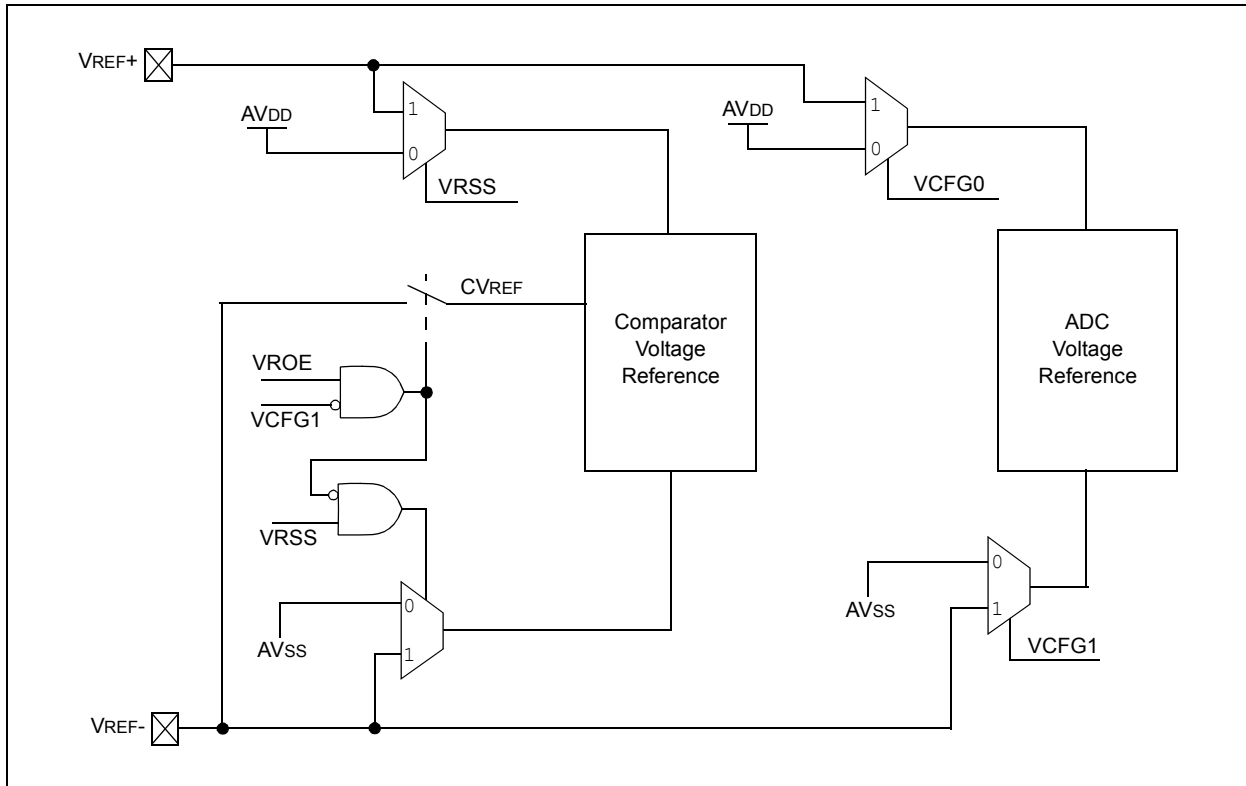 VREF+
AVDD
1
0
VRSS
AVDD
1
0
VCFG0
CVREF
Comparator
Voltage
Reference
ADC
Voltage
Reference
VROE
VCFG1
VRSS
0
1
AVSS
0
1
AVSS
VCFG1
VREF-